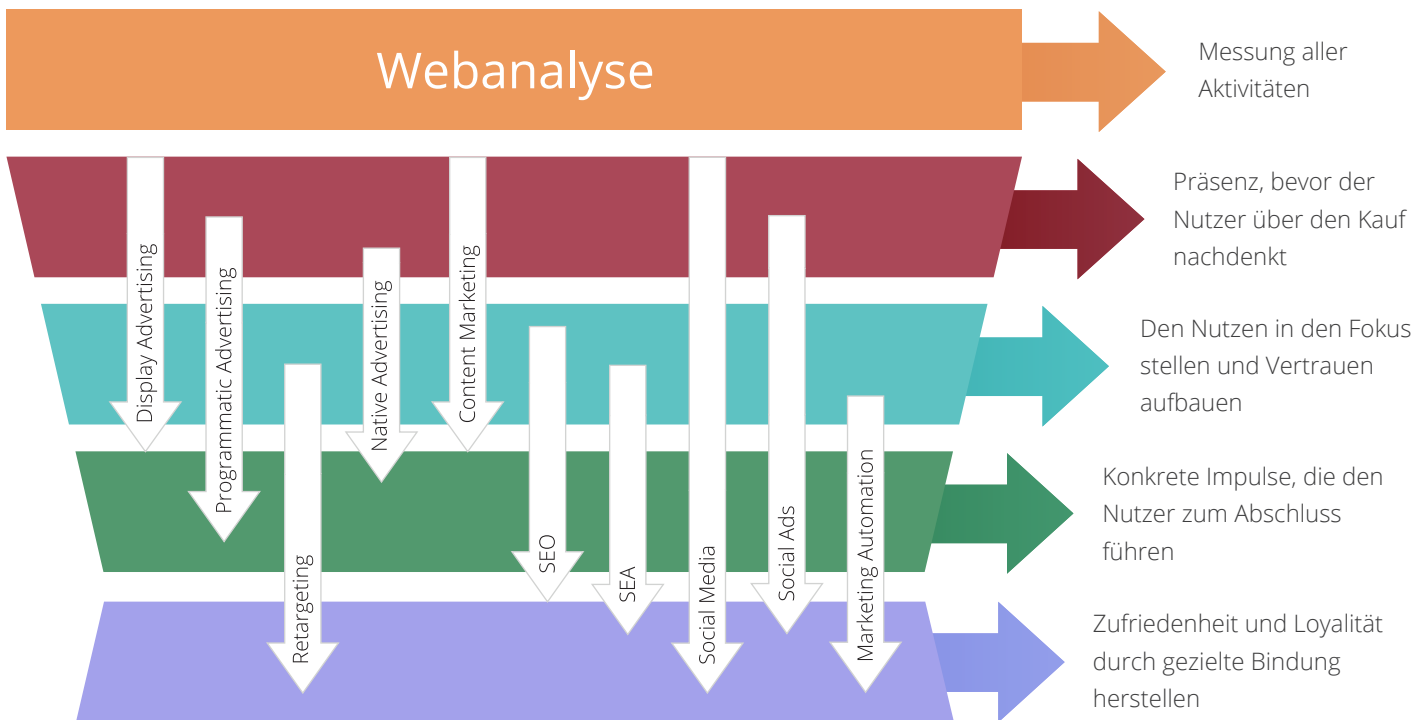 Webanalyse
Messung aller
Aktivitäten
Präsenz, bevor der
Nutzer über den Kauf
nachdenkt
Den Nutzen in den Fokus
stellen und Vertrauen
aufbauen
Konkrete Impulse, die den
Nutzer zum Abschluss
führen
Zufriedenheit und Loyalität
durch gezielte Bindung
herstellen
Display Advertising
Programmatic Advertising
Retargeting
Native Advertising
Content Marketing
SEO
SEA
Social Media
Social Ads
Marketing Automation